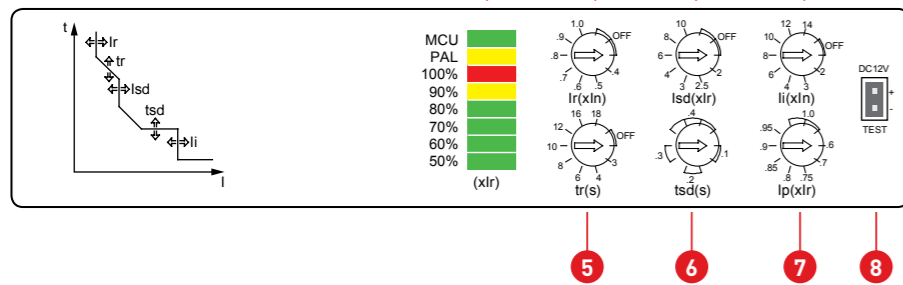 t
Ir
tr
Isd
tsd
Ii
I
MCU
PAL
100%
90%
80%
70%
60%
50%
(xIr)
1.0
.9
OFF
.8
.7
.4
.6
.5
Ir(xIn)
10
8
OFF
6
4
2
3
2.5
Isd(xIr)
12
14
10
OFF
8
6
2
4
3
Ii(xIn)
16
18
12
OFF
10
8
3
6
4
tr(s)
.4
.3
.1
.2
tsd(s)
1.0
.95
.9
.6
.85
.7
.8
.75
Ip(xIr)
DC12V
+
-
TEST
5
6
7
8